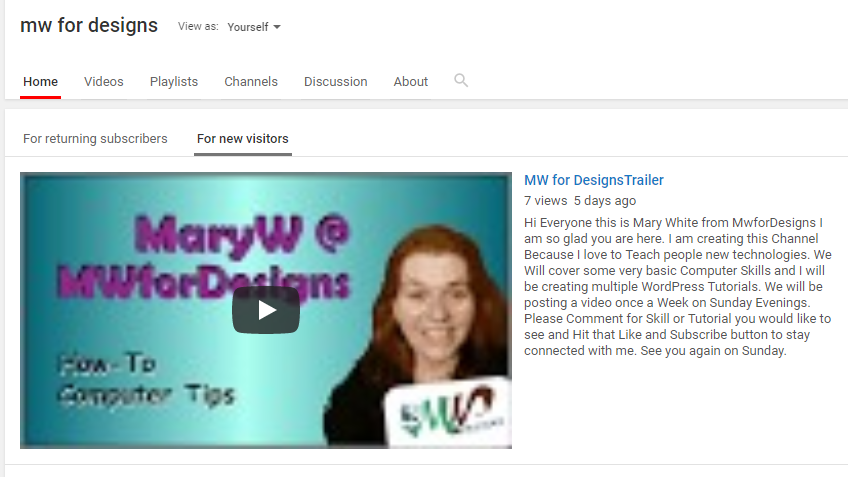 mw for designs View as: Yourself
Home Videos Playlists Channels Discussion About
For returning subscribers For new visitors
MaryW @
MWforDesigns
How-To
Computer Tips
MW
MW for DesignsTrailer
7 views 5 days ago
Hi Everyone this is Mary White from MwforDesigns I
am so glad you are here. I am creating this Channel
Because I love to Teach people new technologies. We
Will cover some very basic Computer Skills and I will
be creating multiple WordPress Tutorials. We will be
posting a video once a Week on Sunday Evenings.
Please Comment for Skill or Tutorial you would like to
see and Hit that Like and Subscribe button to stay
connected with me. See you again on Sunday.